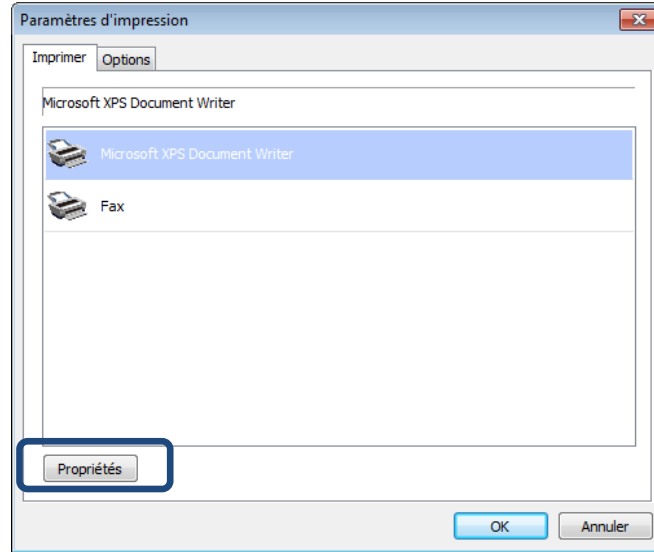 Paramètres d'impression
Imprimer Options
Microsoft XPS Document Writer
Microsoft XPS Document Writer
Fax
Propriétés
OK Annuler